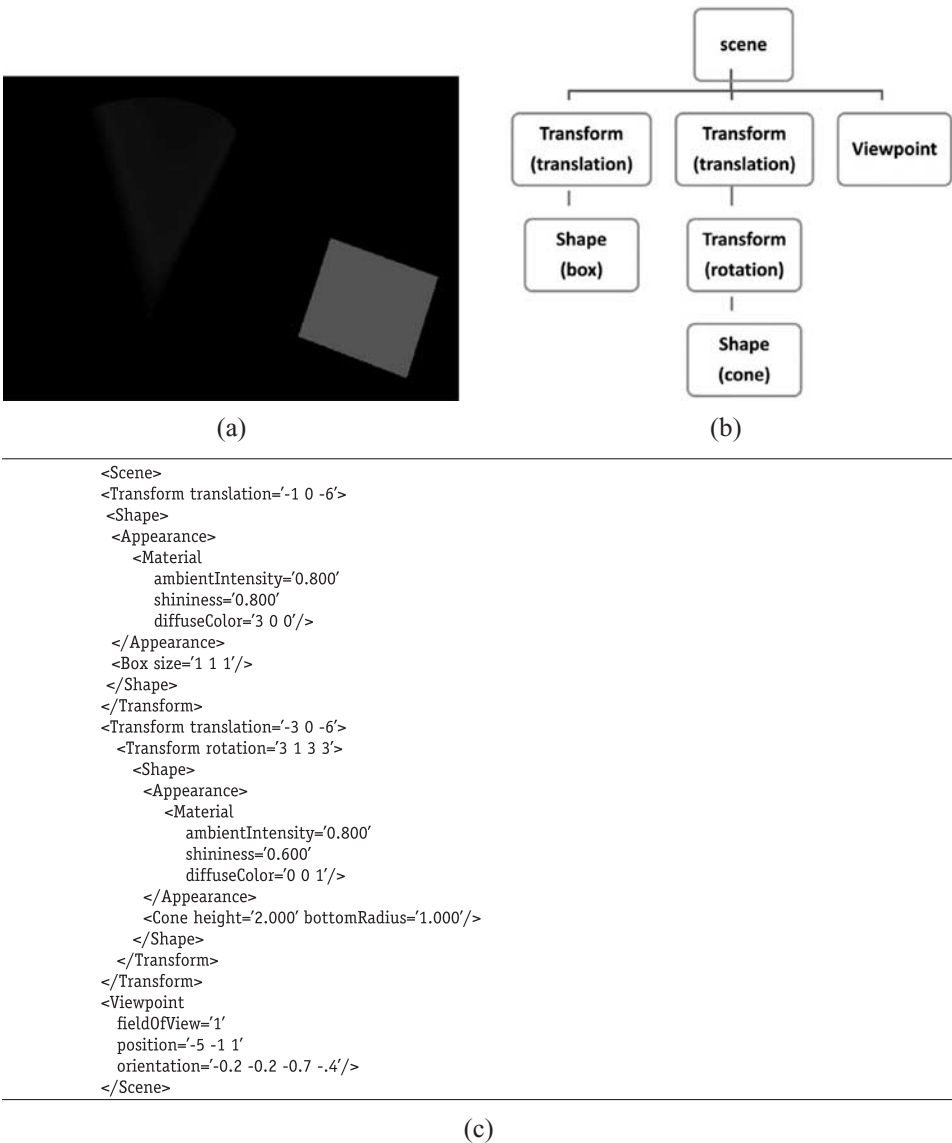 scene
Transform
(translation)
Transform
(translation)
Viewpoint
Shape
(box)
Transform
(rotation)
Shape
(cone)
(a)
(b)
<Scene>
<Transform translation='-1 0 -6'>
<Shape>
<Appearance>
<Material
ambientIntensity='0.800'
shininess='0.800'
diffuseColor='3 0 0'/>
</Appearance>
<Box size='1 1 1'/>
</Shape>
</Transform>
<Transform translation='-3 0 -6'>
<Transform rotation='3 1 3 3'>
<Shape>
<Appearance>
<Material
ambientIntensity='0.800'
shininess='0.600'
diffuseColor='0 0 1'/>
</Appearance>
<Cone height='2.000' bottomRadius='1.000'/>
</Shape>
</Transform>
</Transform>
<Viewpoint
fieldOfView='1'
position='-5 -1 1'
orientation='-0.2 -0.2 -0.7 -.4'/>
</Scene>
(c)